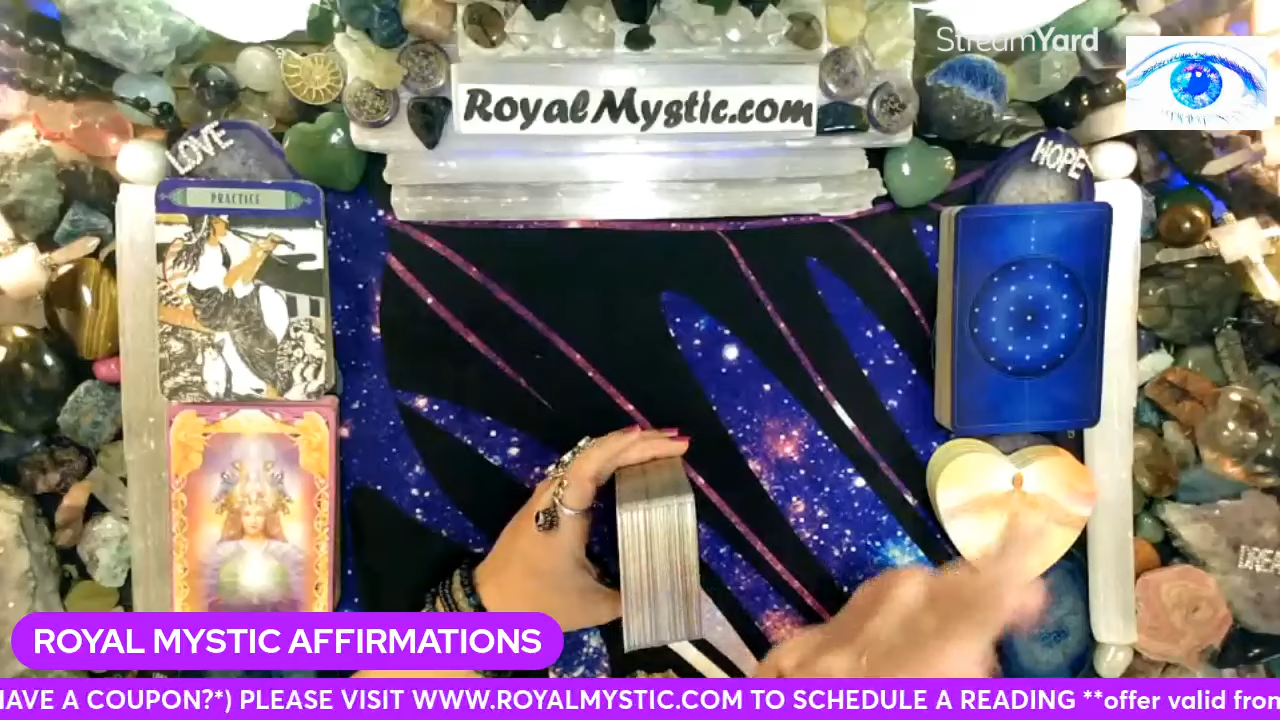 StreamYard
RoyalMystic.com
LOVE
HOPE
PRACTICE
ROYAL MYSTIC AFFIRMATIONS
HAVE A COUPON?*) PLEASE VISIT WWW.ROYALMYSTIC.COM TO SCHEDULE A READING **offer valid from